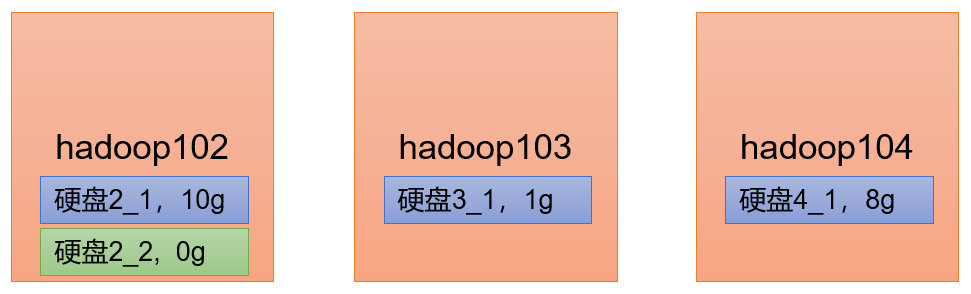 hadoop102
硬盘2_1，10g
硬盘2_2,  0g
hadoop103
硬盘3_1，1g
hadoop104
硬盘4_1，8g